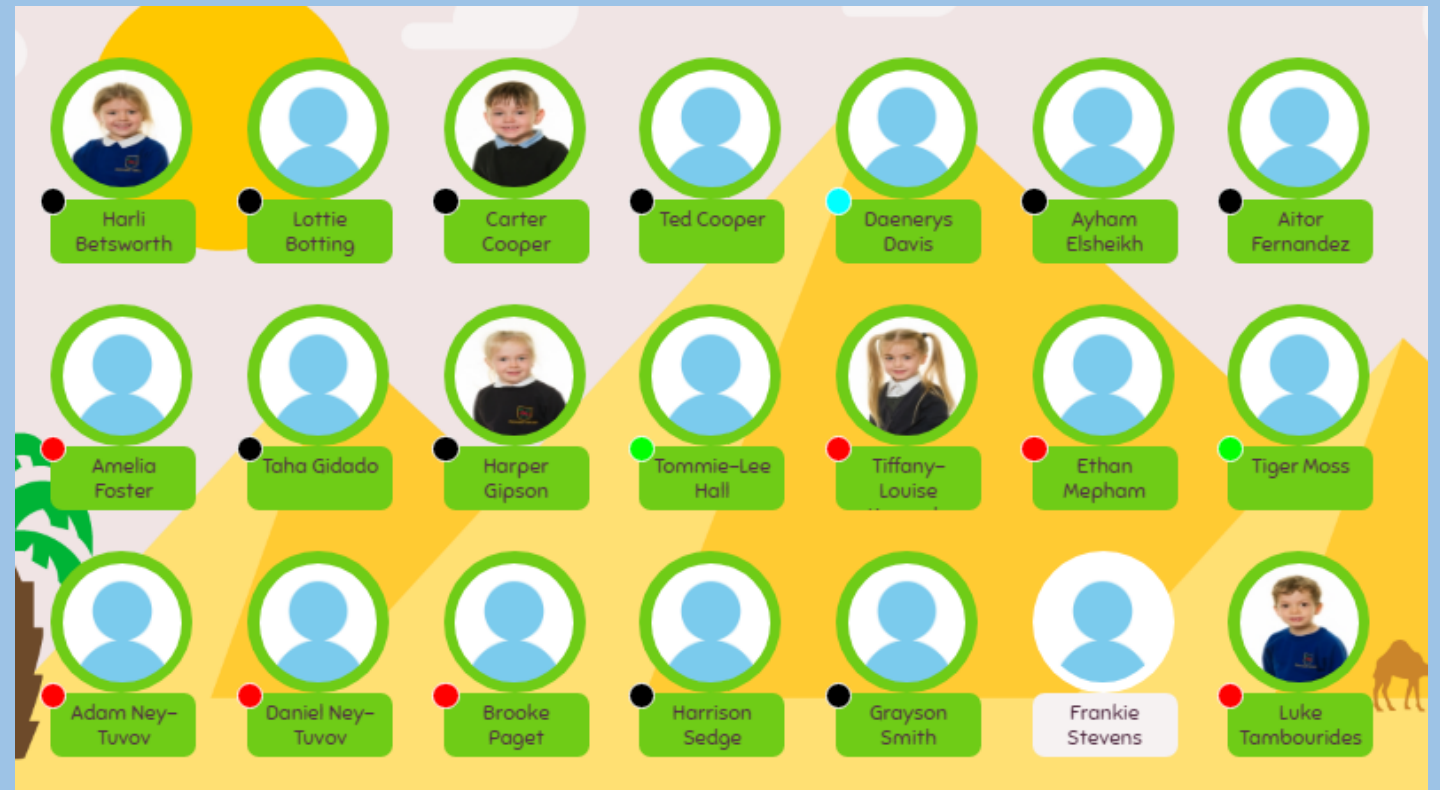 Harli
Betsworth
Lottie
Botting
Carter
Cooper
Ted Cooper
Daenerys
Davis
Ayham
Elsheikh
Aitor
Fernandez
Amelia
Foster
Taha Gidado
Harper
Gipson
Tommie-Lee
Hall
Tiffany-
Louise
Ethan
Mepham
Tiger Moss
Adam Ney-
Tuvov
Daniel Ney-
Tuvov
Brooke
Paget
Harrison
Sedge
Grayson
Smith
Frankie
Stevens
Luke
Tambourides